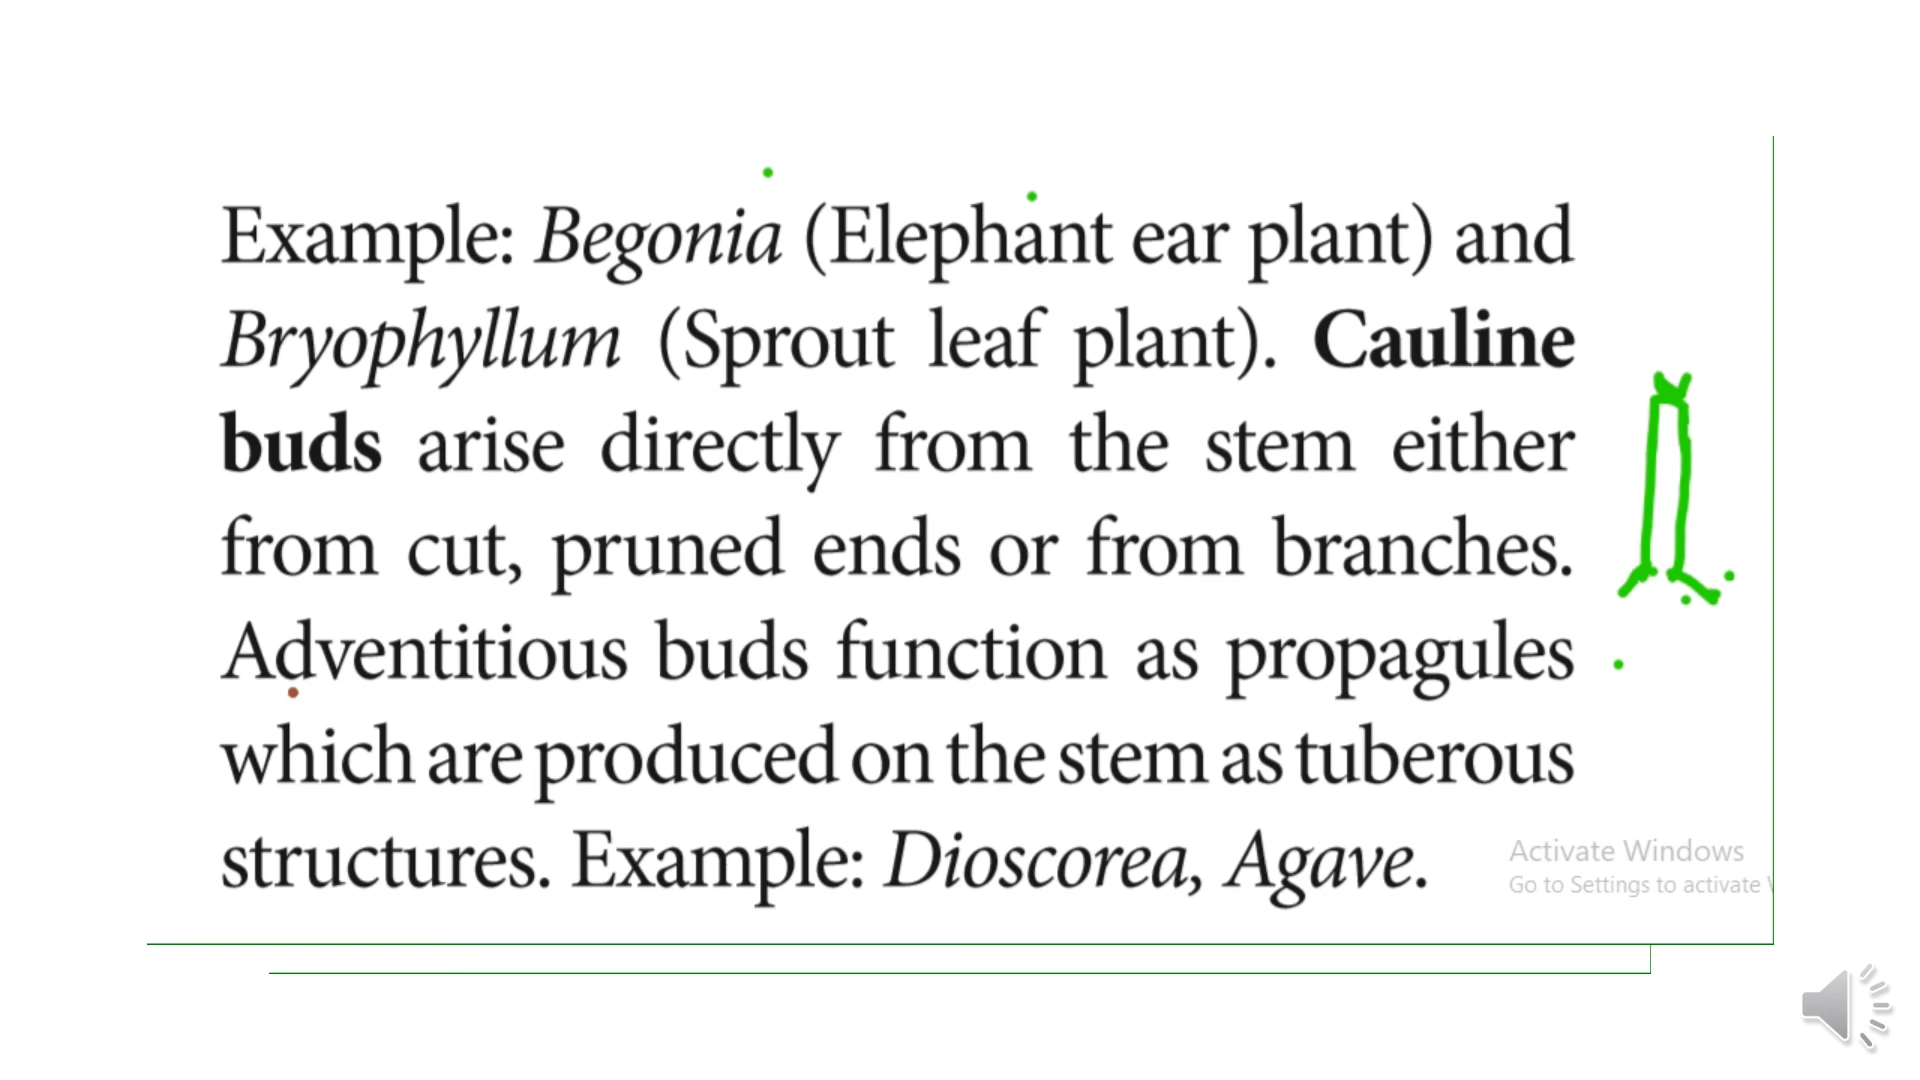 Example: Begonia (Elephant ear plant) and
Bryophyllum (Sprout leaf plant). Cauline
buds arise directly from the stem either
from cut, pruned ends or from branches.
Adventitious buds function as propagules
which are produced on the stem as tuberous
structures. Example: Dioscorea, Agave.
Activate Windows
Go to Settings to activate